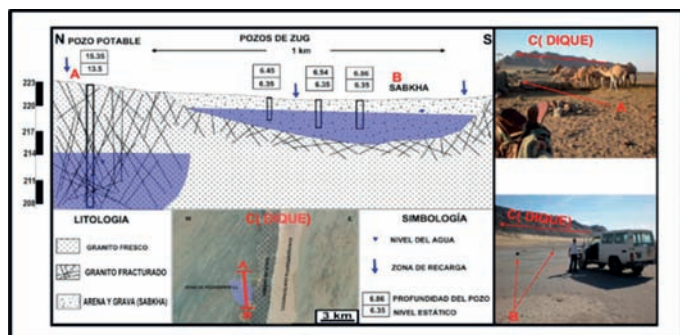 N POZO POTABLE
POZOS DE ZUG
S
1 km
15.35
13.5
A
6.45
6.35
6.54
6.35
6.86
6.35
B
SABKHA
223
220
217
214
211
208
LITOLOGIA
GRANITO FRESCO
GRANITO FRACTURADO
ARENA Y GRAVA (SABKHA)
C( DIQUE)
A
B
3 km
SIMBOLOGÍA
NIVEL DEL AGUA
ZONA DE RECARGA
6.86
PROFUNDIDAD DEL POZO
6.35
NIVEL ESTÁTICO
C( DIQUE)
A
C( DIQUE)
B